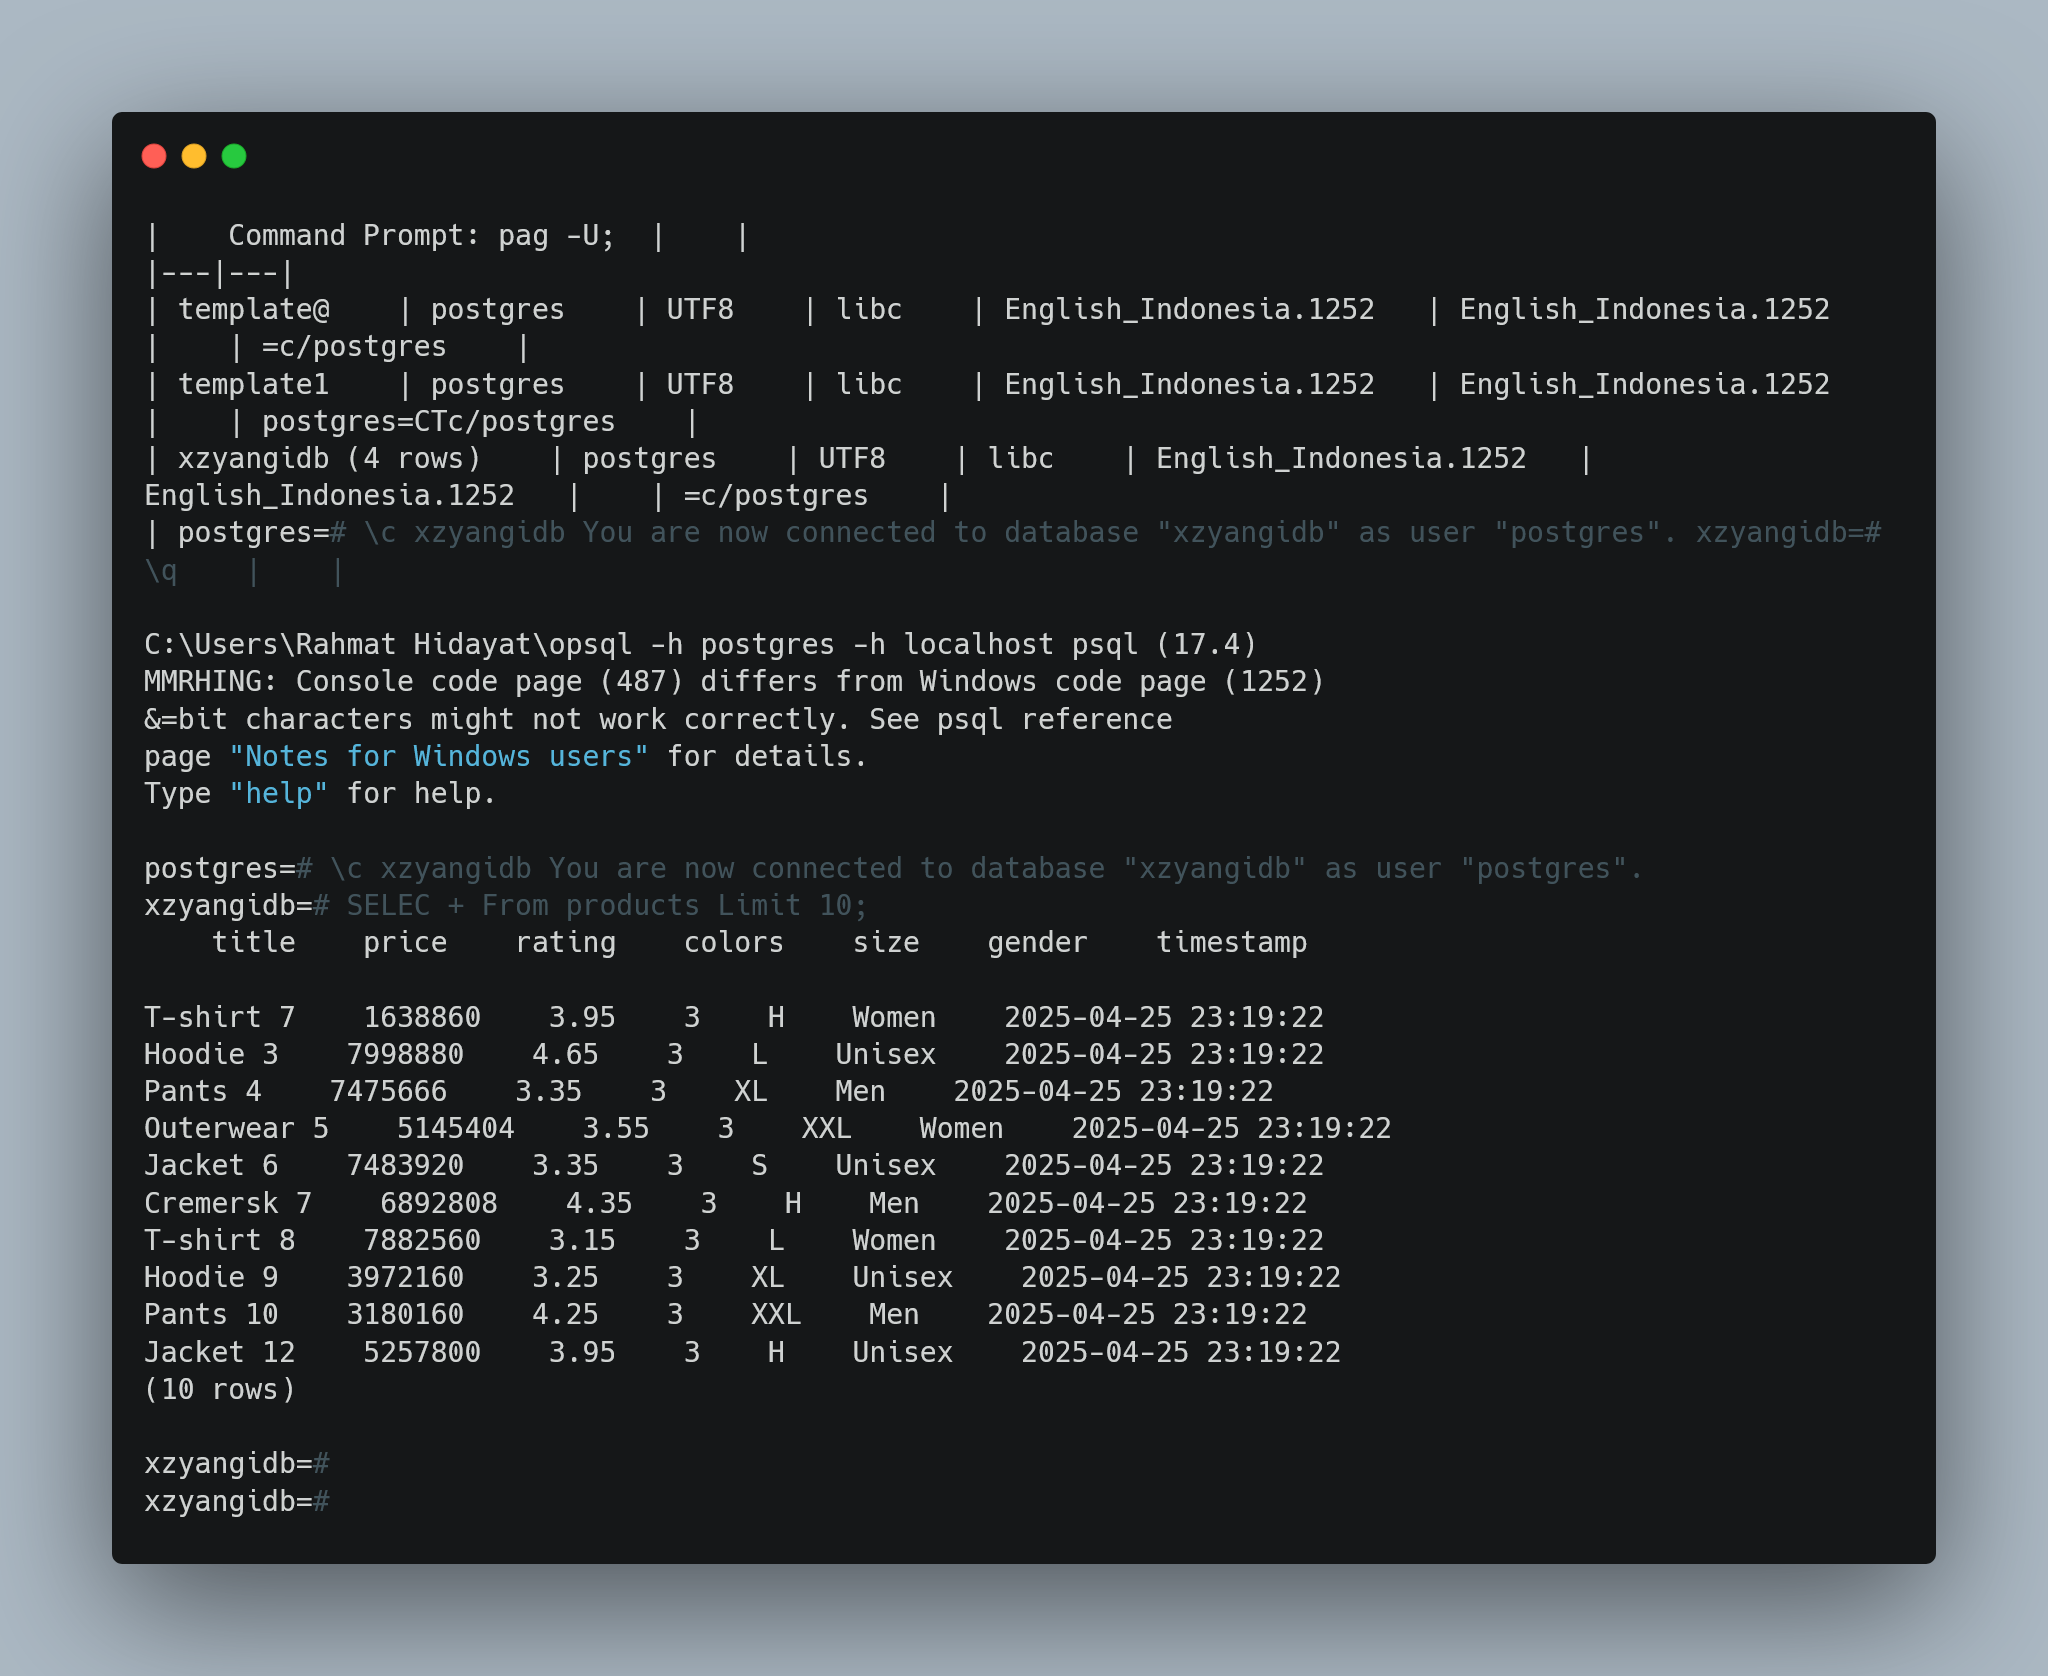 |    Command Prompt: pag -U;  |    |
|---|---|
| template@    | postgres    | UTF8    | libc    | English_Indonesia.1252   | English_Indonesia.1252
|    | =c/postgres    |
| template1    | postgres    | UTF8    | libc    | English_Indonesia.1252   | English_Indonesia.1252
|    | postgres=CTc/postgres    |
| xzyangidb (4 rows)    | postgres    | UTF8    | libc    | English_Indonesia.1252   |
English_Indonesia.1252   |    | =c/postgres    |
| postgres=# \c xzyangidb You are now connected to database "xzyangidb" as user "postgres". xzyangidb=#
\q    |    |

C:\Users\Rahmat Hidayat\opsql -h postgres -h localhost psql (17.4)
MMRHING: Console code page (487) differs from Windows code page (1252)
&=bit characters might not work correctly. See psql reference
page "Notes for Windows users" for details.
Type "help" for help.

postgres=# \c xzyangidb You are now connected to database "xzyangidb" as user "postgres".
xzyangidb=# SELEC + From products Limit 10;
    title    price    rating    colors    size    gender    timestamp

T-shirt 7    1638860    3.95    3    H    Women    2025-04-25 23:19:22
Hoodie 3    7998880    4.65    3    L    Unisex    2025-04-25 23:19:22
Pants 4    7475666    3.35    3    XL    Men    2025-04-25 23:19:22
Outerwear 5    5145404    3.55    3    XXL    Women    2025-04-25 23:19:22
Jacket 6    7483920    3.35    3    S    Unisex    2025-04-25 23:19:22
Cremersk 7    6892808    4.35    3    H    Men    2025-04-25 23:19:22
T-shirt 8    7882560    3.15    3    L    Women    2025-04-25 23:19:22
Hoodie 9    3972160    3.25    3    XL    Unisex    2025-04-25 23:19:22
Pants 10    3180160    4.25    3    XXL    Men    2025-04-25 23:19:22
Jacket 12    5257800    3.95    3    H    Unisex    2025-04-25 23:19:22
(10 rows)

xzyangidb=#
xzyangidb=#